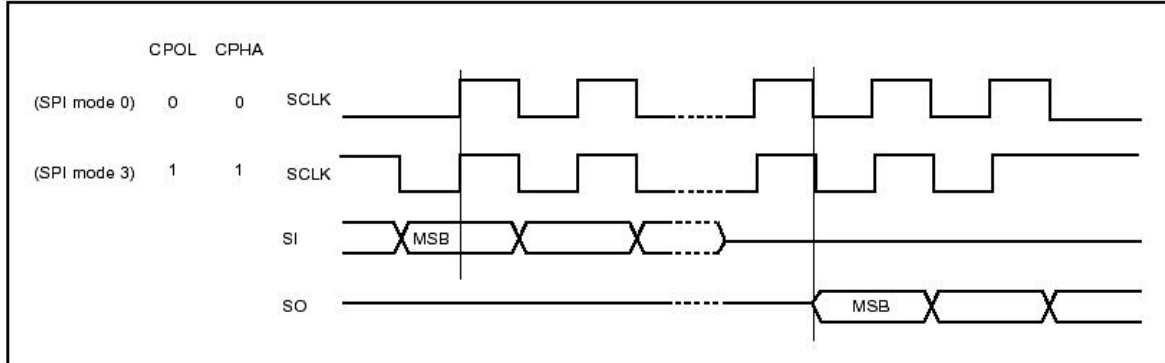 CPOL CPHA
(SPI mode 0) 0 0 SCLK
(SPI mode 3) 1 1 SCLK
SI MSB
SO MSB